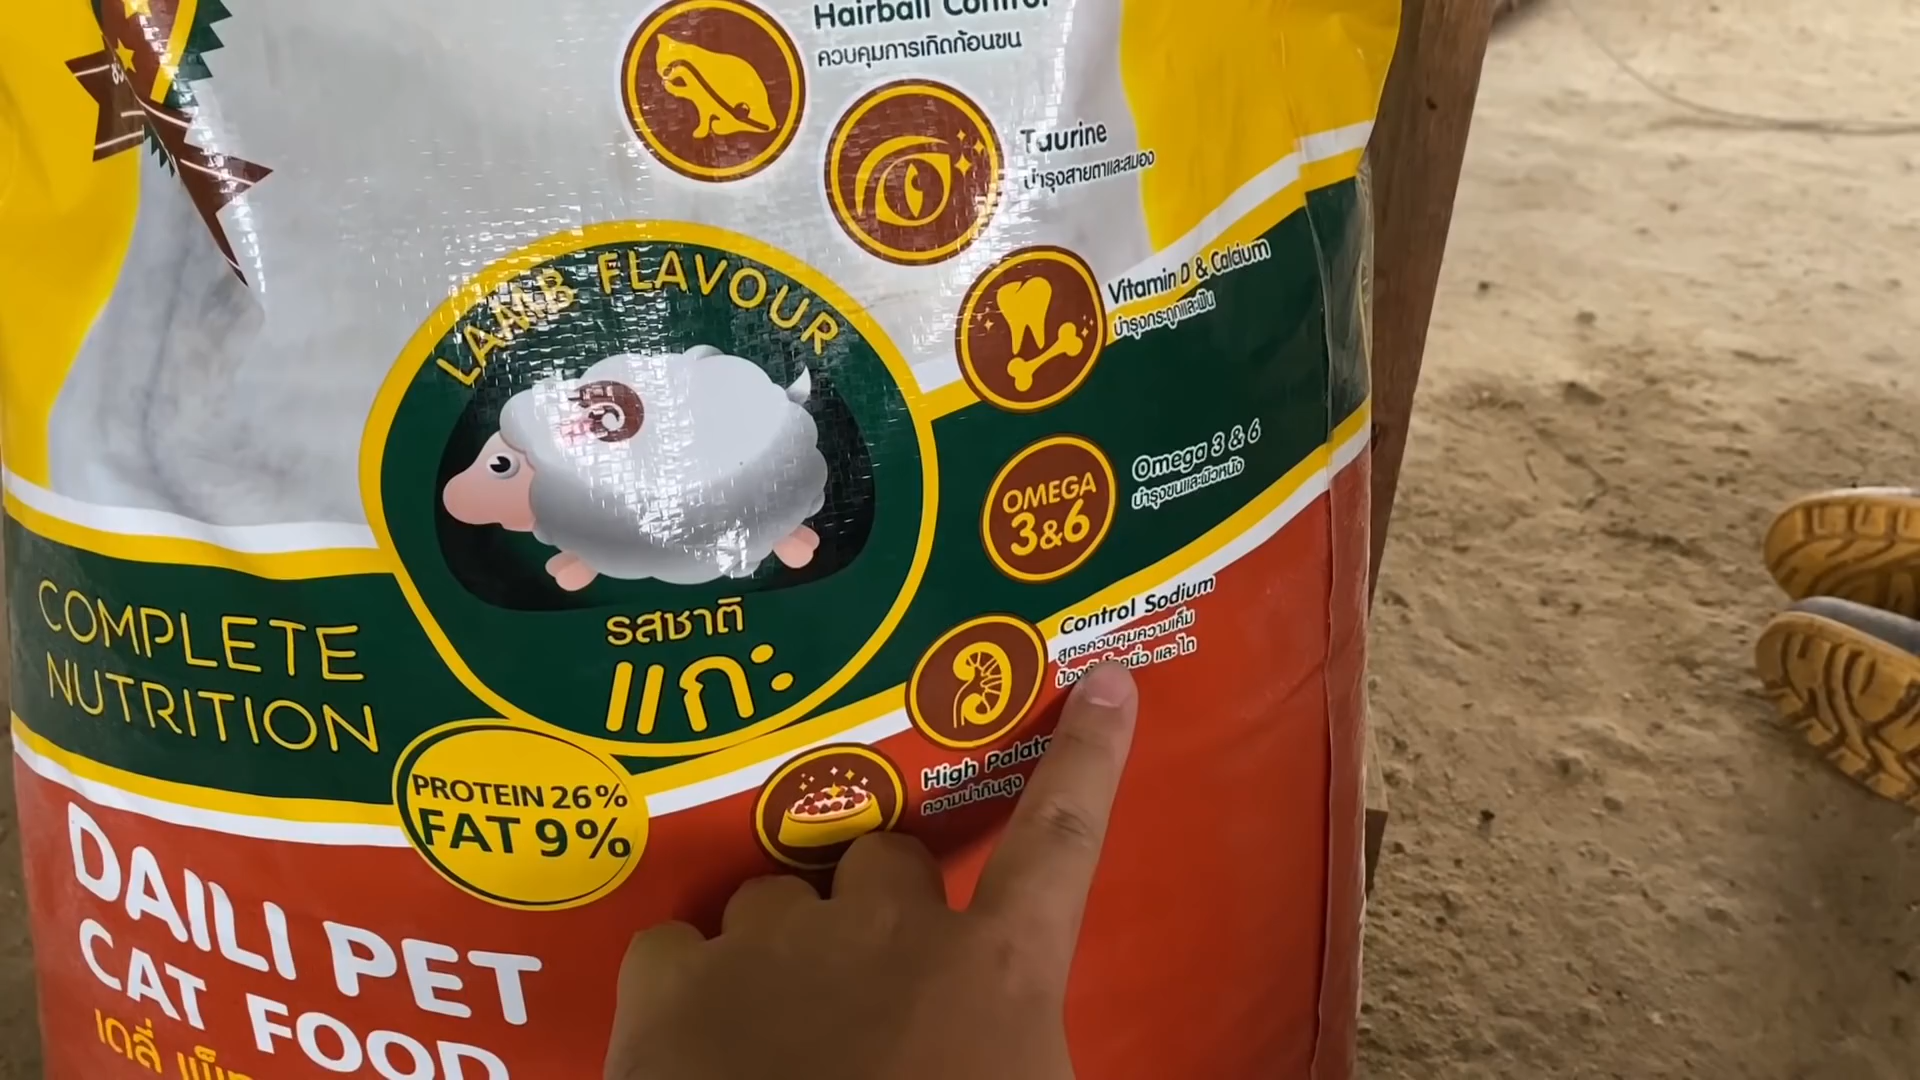 Hairball Control
ควบคุมการเกิดก้อนขน
Taurine
บำรุงสายตาและสมอง
Vitamin D & Calcium
บำรุงกระดูกและฟัน
LAMB FLAVOUR
OMEGA
3&6
Omega 3 & 6
บำรุงขนและผิวหนัง
Control Sodium
สูตรควบคุมความเค็ม
นิ่ว และ ไต
รสชาติ
แกะ
High
ความน่ากินสูง
COMPLETE
NUTRITION
PROTEIN 26%
FAT 9%
DAILI PET
CAT FOOD
เดลี่